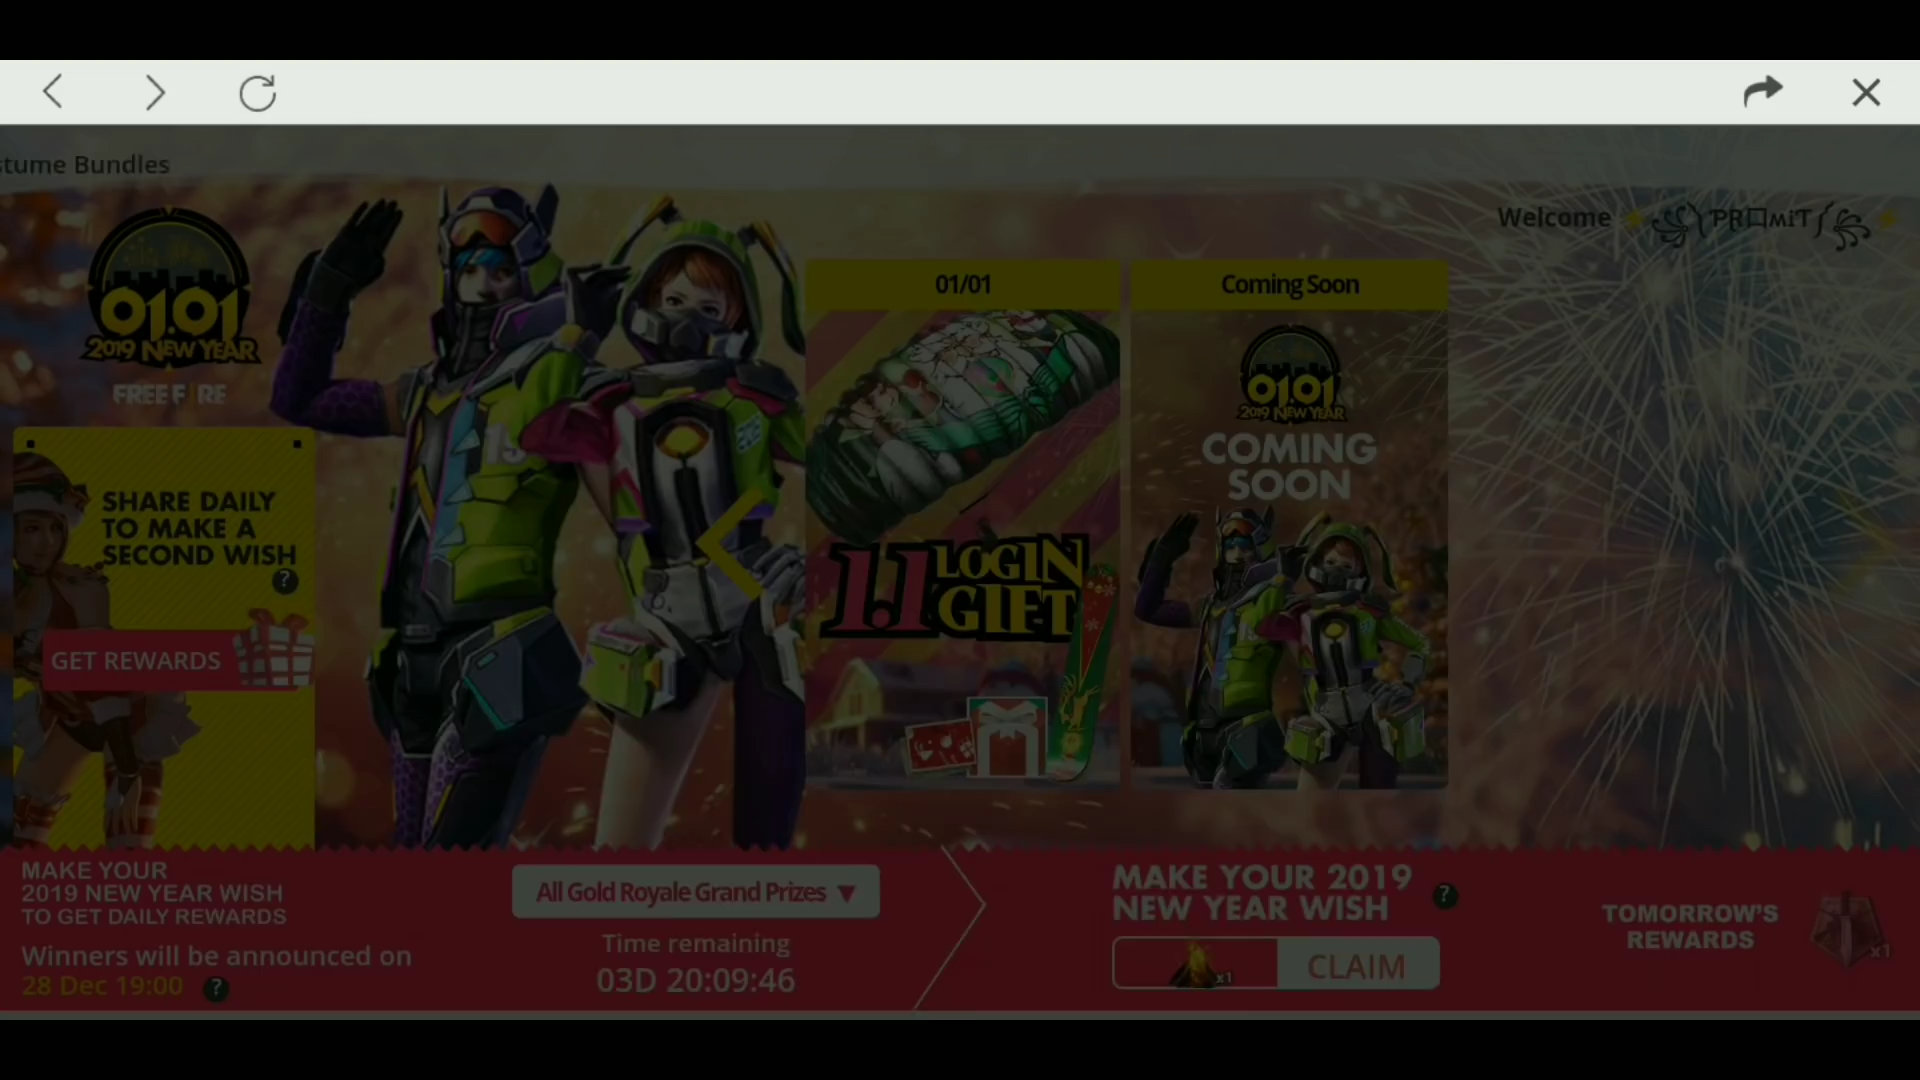 stume Bundles
Welcome
01.01
2019 NEW YEAR
FREE FIRE
SHARE DAILY
TO MAKE A
SECOND WISH
?
GET REWARDS
01/01
1.1 LOGIN
GIFT
Coming Soon
01.01
2019 NEW YEAR
COMING
SOON
MAKE YOUR
2019 NEW YEAR WISH
TO GET DAILY REWARDS
Winners will be announced on
28 Dec 19:00 ?
All Gold Royale Grand Prizes ▼
Time remaining
03D 20:09:46
MAKE YOUR 2019
NEW YEAR WISH
?
x1
CLAIM
TOMORROW'S
REWARDS
x1